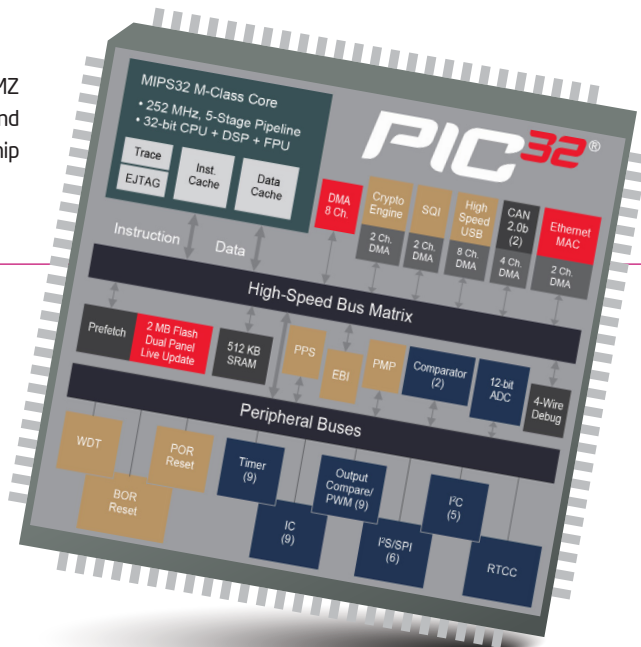 MZ
nd
hip
MIPS32 M-Class Core
• 252 MHz, 5-Stage Pipeline
• 32-bit CPU + DSP + FPU
Trace
EJTAG
Inst.
Cache
Data
Cache
PIC32®
DMA
8 Ch.
Crypto
Engine
2 Ch.
DMA
SQI
2 Ch.
DMA
High
Speed
USB
8 Ch.
DMA
CAN
2.0b
(2)
4 Ch.
DMA
Ethernet
MAC
2 Ch.
DMA
Instruction
Data
High-Speed Bus Matrix
Prefetch
2 MB Flash
Dual Panel
Live Update
512 KB
SRAM
PPS
EBI
PMP
Comparator
(2)
12-bit
ADC
4-Wire
Debug
Peripheral Buses
WDT
BOR
Reset
POR
Reset
Timer
(9)
IC
(9)
Output
Compare/
PWM (9)
I²S/SPI
(6)
I²C
(5)
RTCC